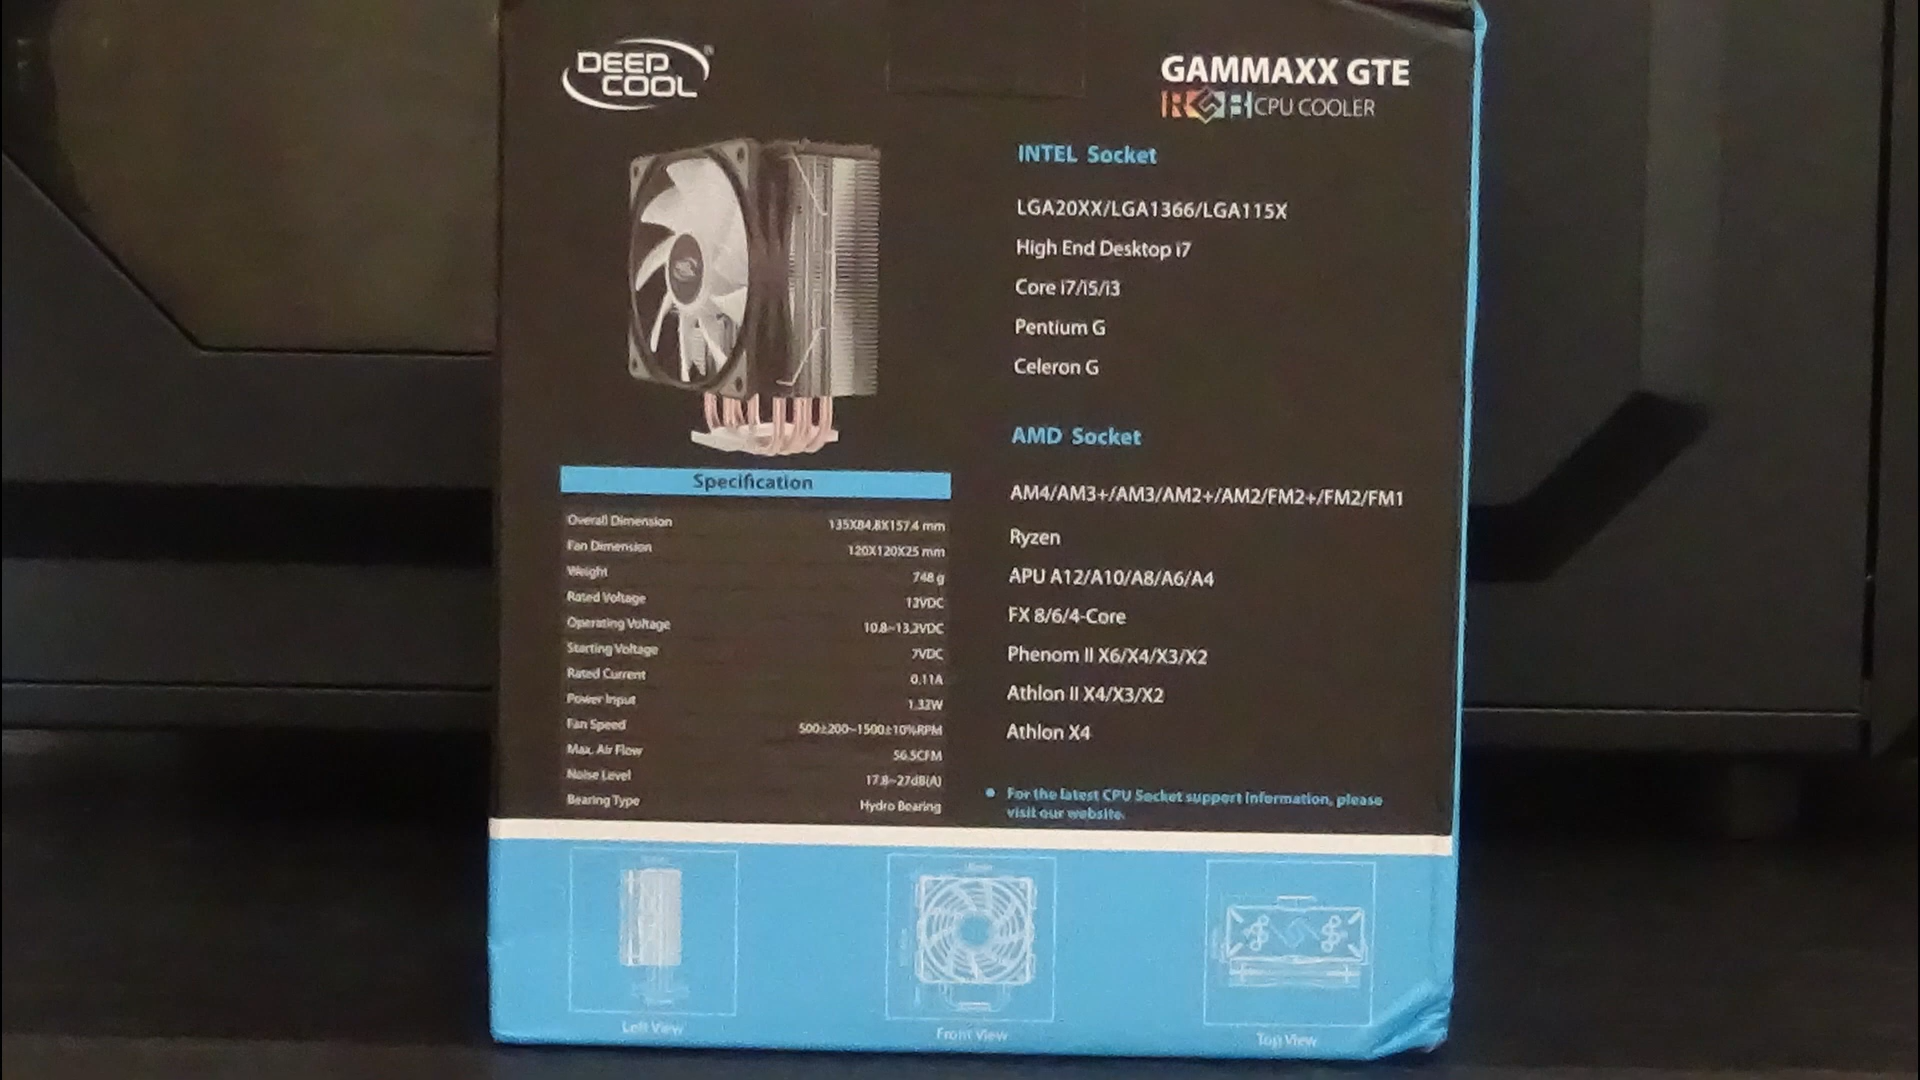 DEEP
COOL
GAMMAXX GTE
RGB CPU COOLER
INTEL Socket
LGA20XX/LGA1366/LGA115X
High End Desktop i7
Core i7/i5/i3
Pentium G
Celeron G
AMD Socket
AM4/AM3+/AM3/AM2+/AM2/FM2+/FM2/FM1
Ryzen
APU A12/A10/A8/A6/A4
FX 8/6/4-Core
Phenom II X6/X4/X3/X2
Athlon II X4/X3/X2
Athlon X4
For the latest CPU Socket support information, please
visit our website.
Specification
Overall Dimension 135X84.8X157.4 mm
Fan Dimension 120X120X25 mm
Weight 748 g
Rated Voltage 12VDC
Operating Voltage 10.8~13.2VDC
Starting Voltage 7VDC
Rated Current 0.11A
Power Input 1.32W
Fan Speed 500±200~1500±10%RPM
Max. Air Flow 56.5CFM
Noise Level 17.8~27dB(A)
Bearing Type Hydro Bearing
Left View
Front View
Top View